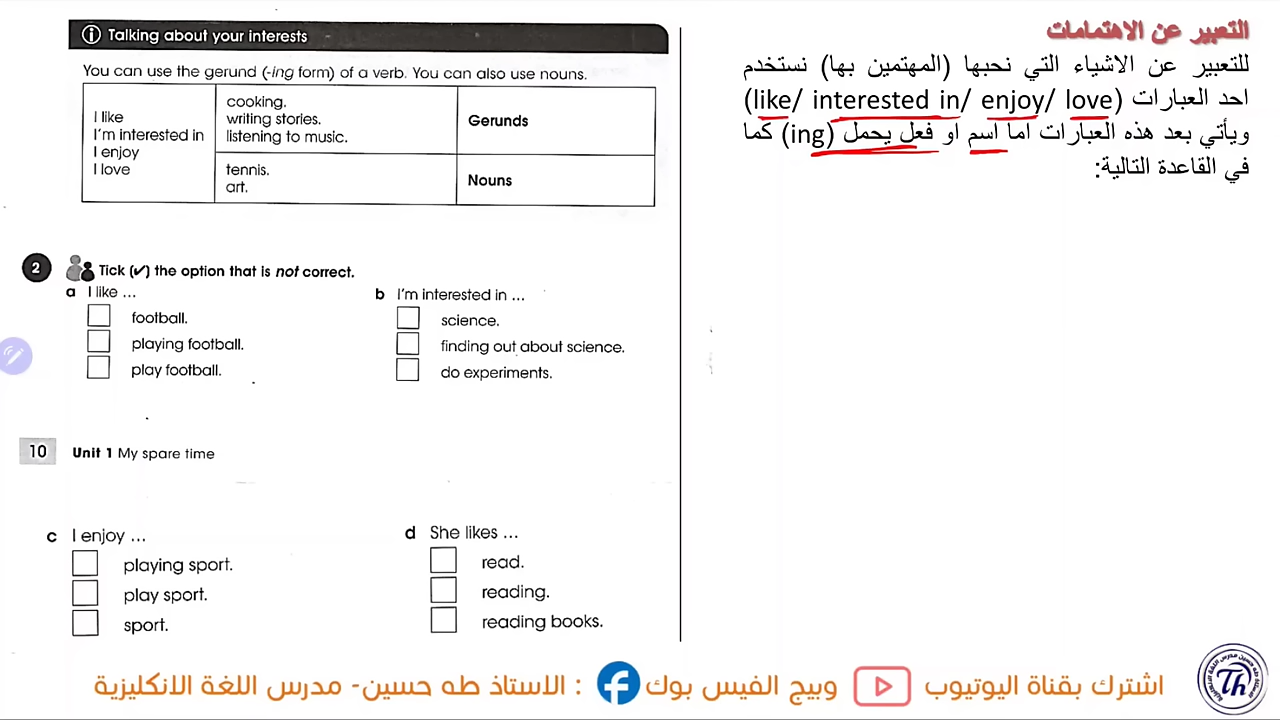 Talking about your interests
You can use the gerund (-ing form) of a verb. You can also use nouns.
I like
I'm interested in
I enjoy
I love
cooking.
writing stories.
listening to music.
Gerunds
tennis.
art.
Nouns
2 Tick (✓) the option that is not correct.
a I like ...
football.
playing football.
play football.
b I'm interested in ...
science.
finding out about science.
do experiments.
10 Unit 1 My spare time
c I enjoy ...
playing sport.
play sport.
sport.
d She likes ...
read.
reading.
reading books.
التعبير عن الاهتمامات
للتعبير عن الاشياء التي نحبها (المهتمين بها) نستخدم
احد العبارات (like/ interested in/ enjoy/ love)
ويأتي بعد هذه العبارات اما اسم او فعل يحمل (ing) كما
في القاعدة التالية:
اشترك بقناة اليوتيوب وبيج الفيس بوك : الاستاذ طه حسين- مدرس اللغة الانكليزية
Th